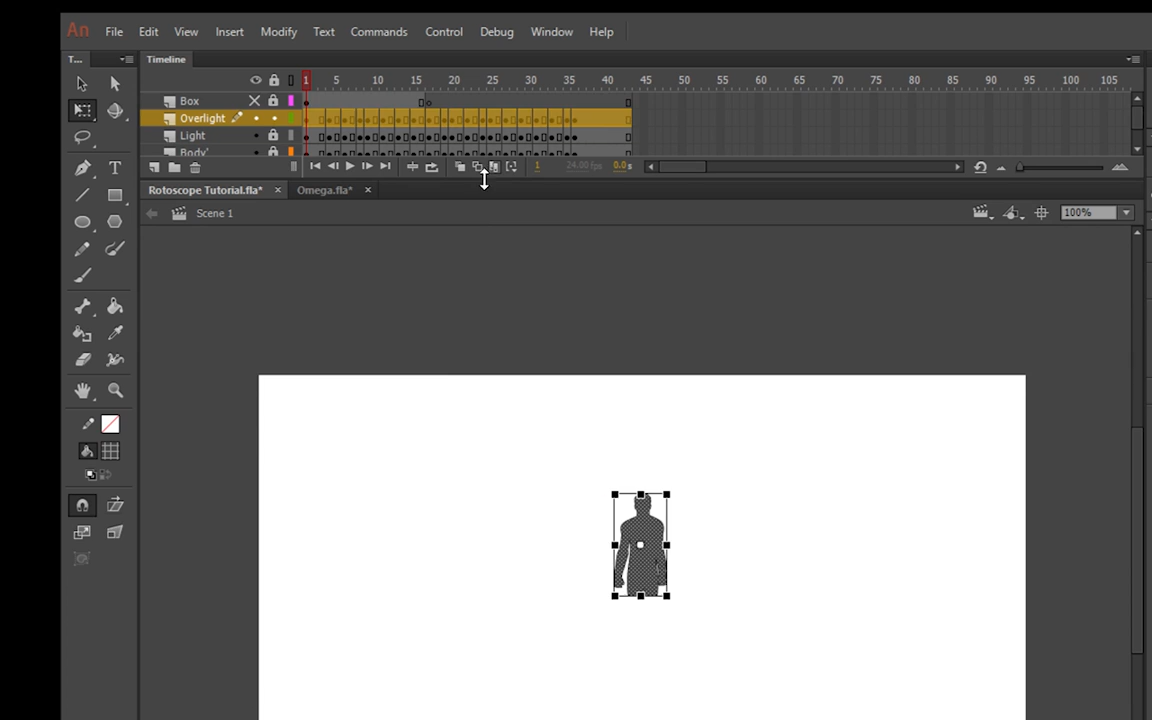 An File Edit View Insert Modify Text Commands Control Debug Window Help
T... Timeline
1 5 10 15 20 25 30 35 40 45 50 55 60 65 70 75 80 85 90 95 100 105
Box
Overlight
Light
Body'
1 24.00 fps 0.0 s
Rotoscope Tutorial.fla* × Omega.fla* ×
Scene 1 100%
T